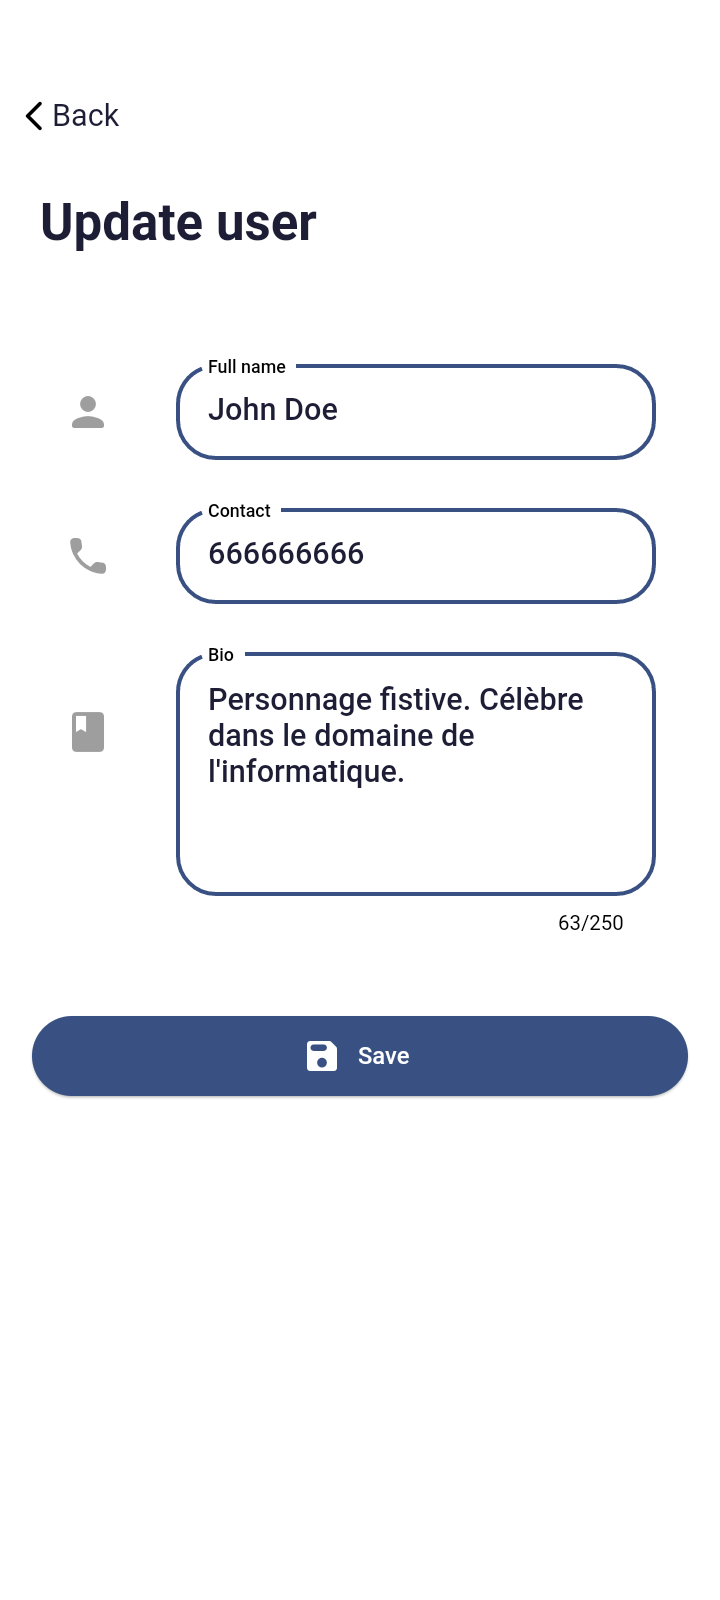 Back
Update user
Full name
John Doe
Contact
666666666
Bio
Personnage fistive. Célèbre
dans le domaine de
l'informatique.
63/250
Save